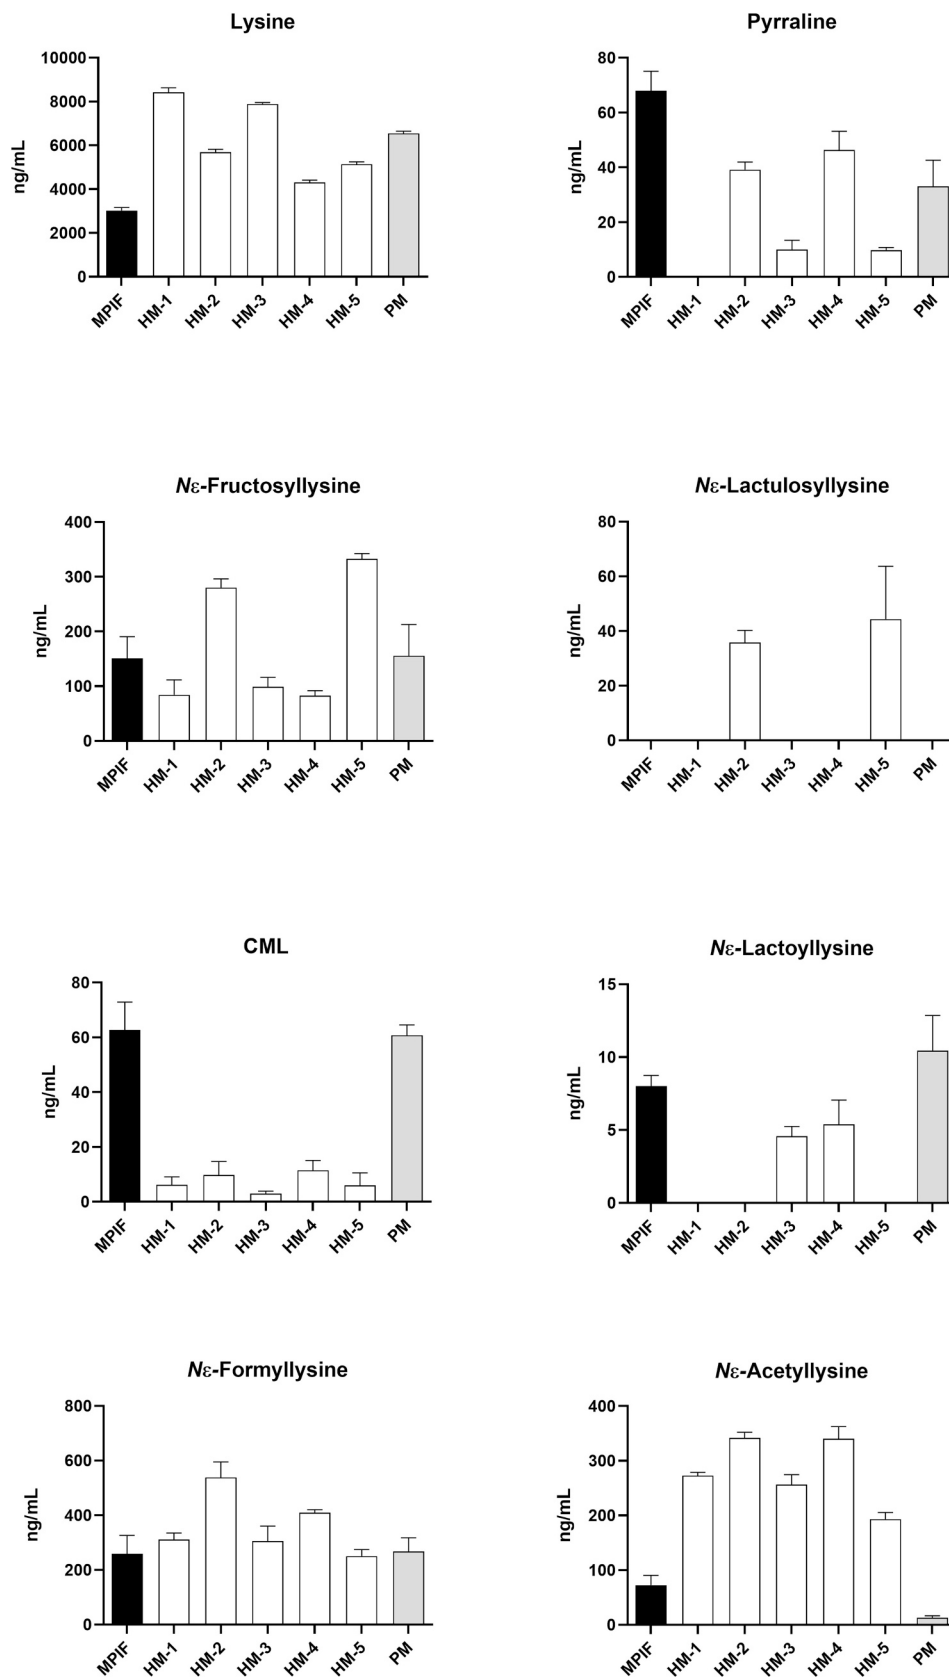 Lysine
ng/mL
10000
8000
6000
4000
2000
0
MPIF HM-1 HM-2 HM-3 HM-4 HM-5 PM
Pyrraline
ng/mL
80
60
40
20
0
MPIF HM-1 HM-2 HM-3 HM-4 HM-5 PM
Nε-Fructosyllysine
ng/mL
400
300
200
100
0
MPIF HM-1 HM-2 HM-3 HM-4 HM-5 PM
Nε-Lactulosyllysine
ng/mL
80
60
40
20
0
MPIF HM-1 HM-2 HM-3 HM-4 HM-5 PM
CML
ng/mL
80
60
40
20
0
MPIF HM-1 HM-2 HM-3 HM-4 HM-5 PM
Nε-Lactoyllysine
ng/mL
15
10
5
0
MPIF HM-1 HM-2 HM-3 HM-4 HM-5 PM
Nε-Formyllysine
ng/mL
800
600
400
200
0
MPIF HM-1 HM-2 HM-3 HM-4 HM-5 PM
Nε-Acetyllysine
ng/mL
400
300
200
100
0
MPIF HM-1 HM-2 HM-3 HM-4 HM-5 PM